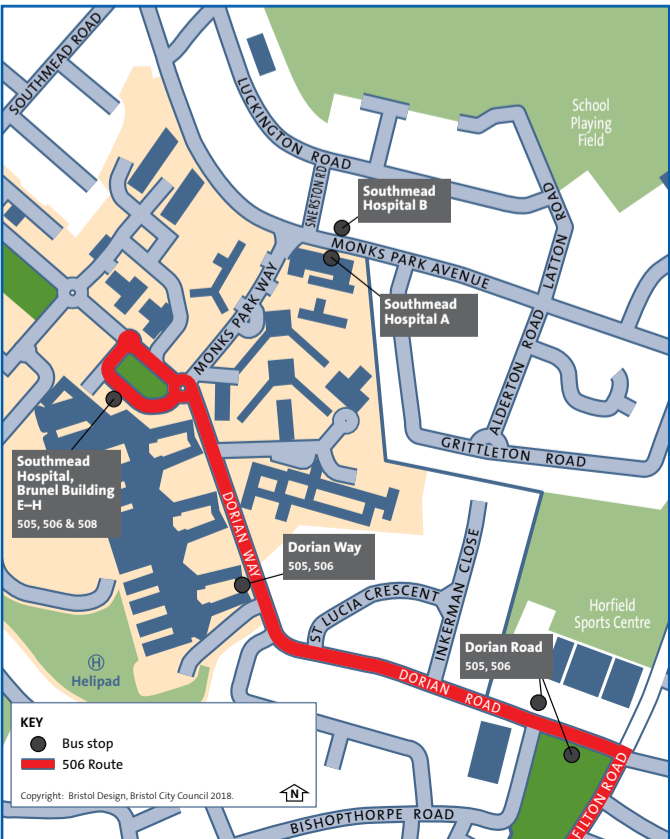 SOUTHMEAD ROAD
LUCKINGTON ROAD
School
Playing
Field
SNERSTON RD
Southmead
Hospital B
LATTON ROAD
MONKS PARK AVENUE
MONKS PARK WAY
Southmead
Hospital A
ALDERTON ROAD
GRITTLETON ROAD
Southmead
Hospital,
Brunel Building
E–H
505, 506 & 508
DORIAN WAY
Dorian Way
505, 506
ST LUCIA CRESCENT
INKERMAN CLOSE
Horfield
Sports Centre
Dorian Road
505, 506
H
Helipad
DORIAN ROAD
KEY
Bus stop
506 Route
Copyright: Bristol Design, Bristol City Council 2018.
N
FILTON ROAD
BISHOPTHORPE ROAD